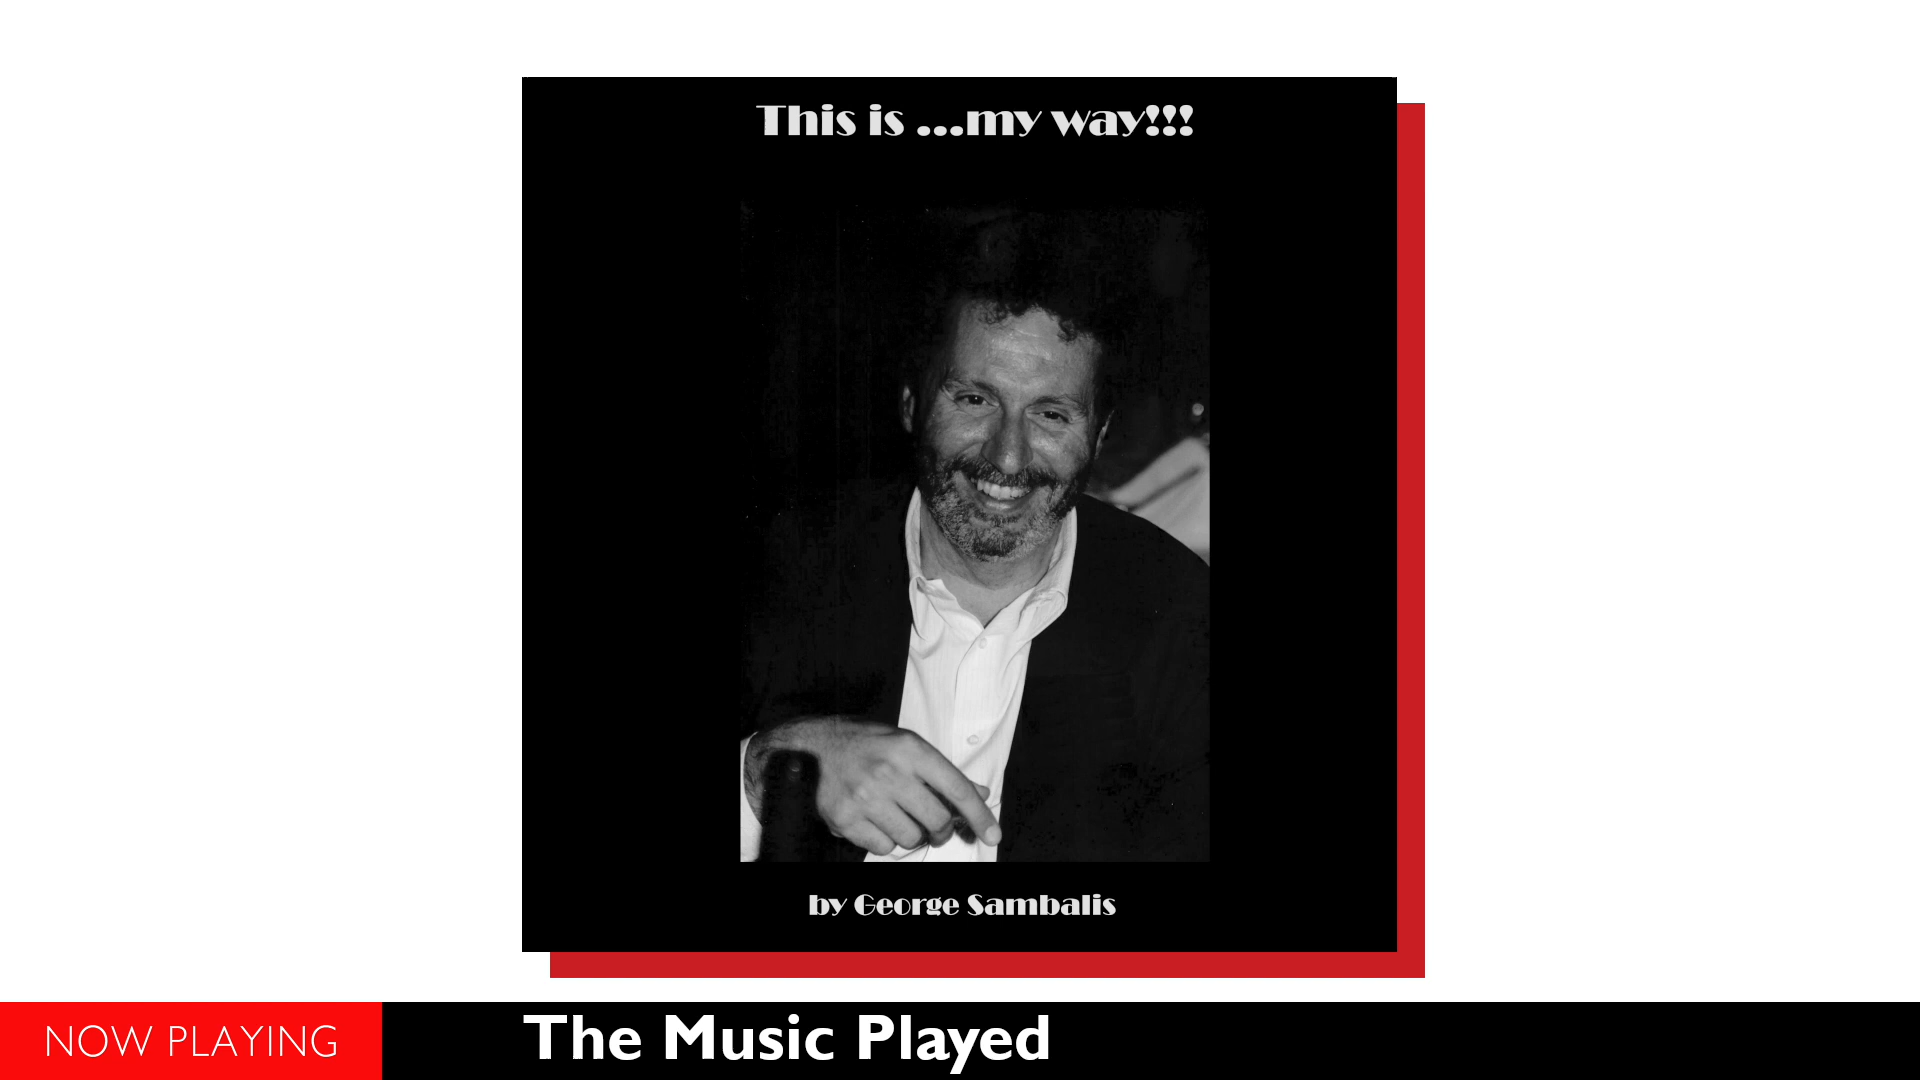 This is ...my way!!!
by George Sambalis
NOW PLAYING
The Music Played